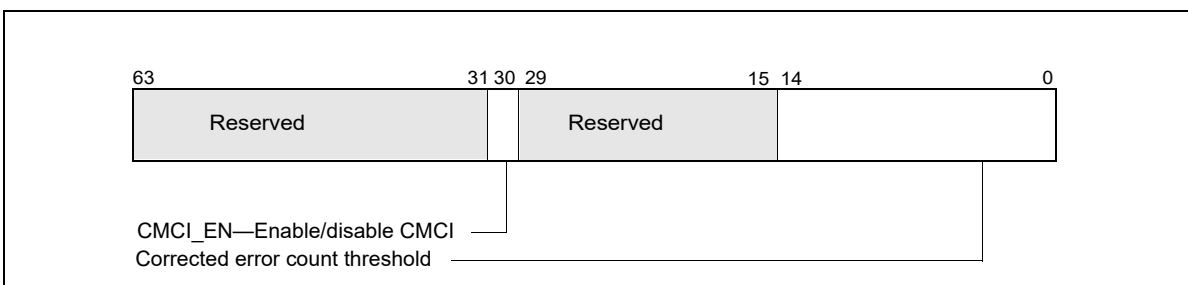 63 31 30 29 15 14 0
Reserved Reserved
CMCI_EN—Enable/disable CMCI
Corrected error count threshold